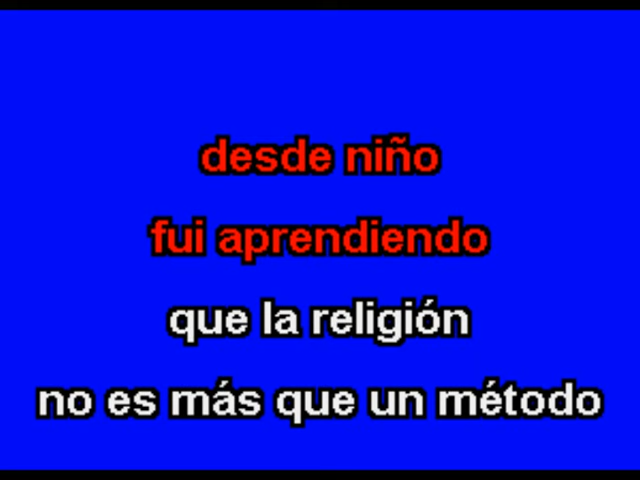 desde niño
fui aprendiendo
que la religión
no es más que un método